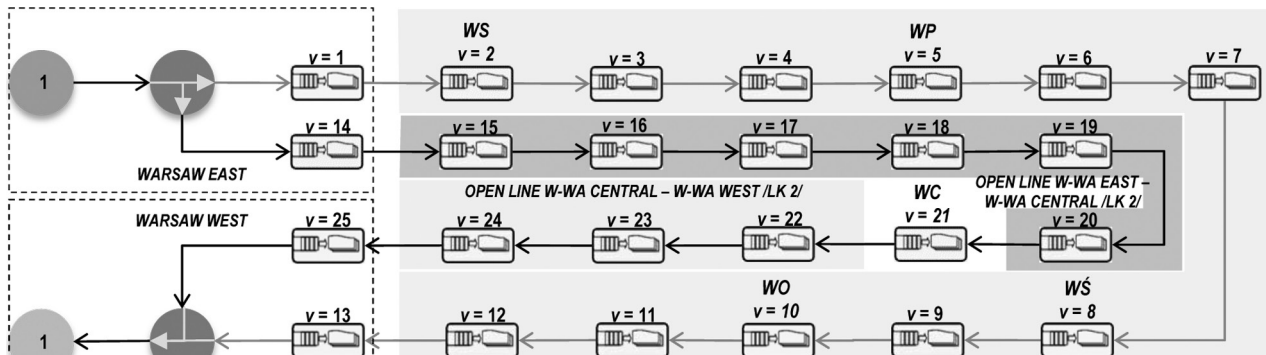 WS
WP
v = 1
v = 2
v = 3
v = 4
v = 5
v = 6
v = 7
1
v = 14
v = 15
v = 16
v = 17
v = 18
v = 19
WARSAW EAST
OPEN LINE W-WA CENTRAL – W-WA WEST /LK 2/
WC
OPEN LINE W-WA EAST –
W-WA CENTRAL /LK 2/
WARSAW WEST
v = 25
v = 24
v = 23
v = 22
v = 21
v = 20
WO
WŚ
1
v = 13
v = 12
v = 11
v = 10
v = 9
v = 8